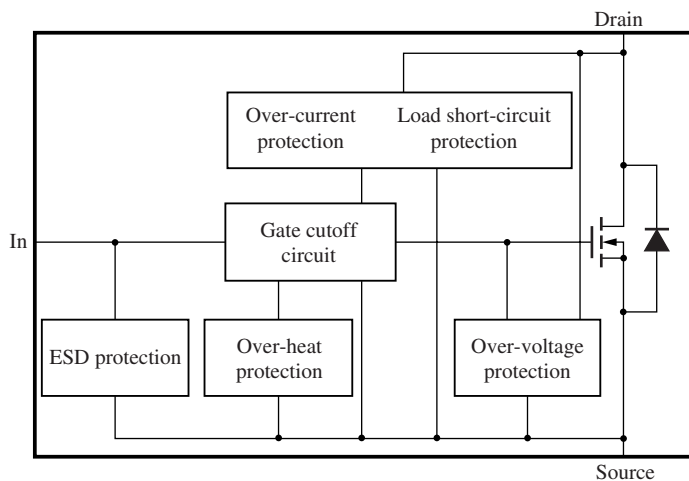 Drain
Over-current
protection
Load short-circuit
protection
In
Gate cutoff
circuit
ESD protection
Over-heat
protection
Over-voltage
protection
Source